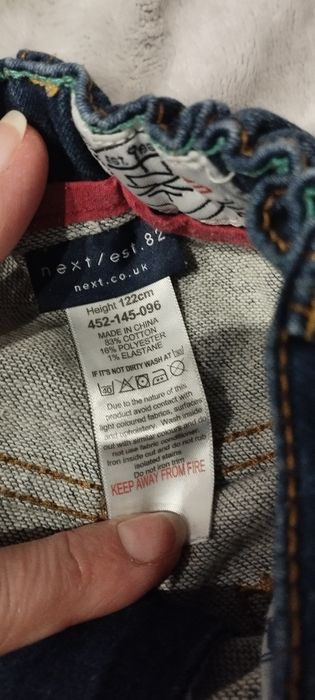 next/est.82
next.co.uk
Height 122cm
452-145-096
MADE IN CHINA
83% COTTON
16% POLYESTER
1% ELASTANE
IF IT'S NOT DIRTY WASH AT 30
40
Due to the nature of this
product avoid contact with
light coloured fabrics, surfaces
and upholstery. Wash inside
out with similar colours and do
not use fabric conditioner.
Iron inside out and do not rub
isolated stains
Do not iron trim
KEEP AWAY FROM FIRE